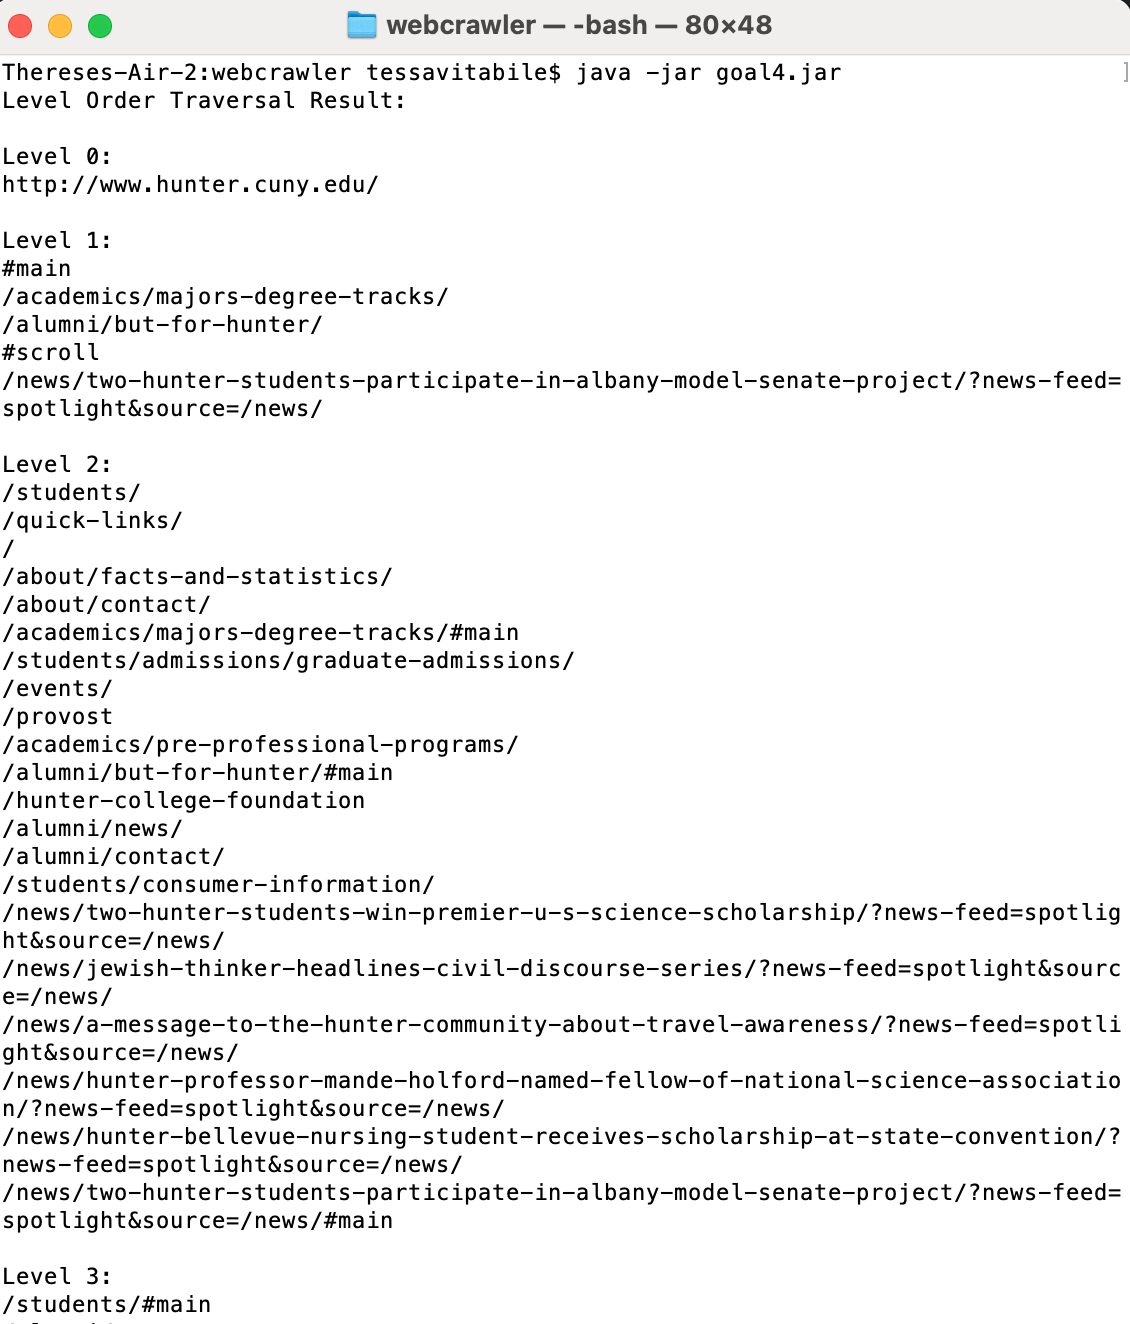 webcrawler — -bash — 80×48
Thereses-Air-2:webcrawler tessavitabile$ java -jar goal4.jar
Level Order Traversal Result:
Level 0:
http://www.hunter.cuny.edu/
Level 1:
#main
/academics/majors-degree-tracks/
/alumni/but-for-hunter/
#scroll
/news/two-hunter-students-participate-in-albany-model-senate-project/?news-feed=
spotlight&source=/news/
Level 2:
/students/
/quick-links/
/
/about/facts-and-statistics/
/about/contact/
/academics/majors-degree-tracks/#main
/students/admissions/graduate-admissions/
/events/
/provost
/academics/pre-professional-programs/
/alumni/but-for-hunter/#main
/hunter-college-foundation
/alumni/news/
/alumni/contact/
/students/consumer-information/
/news/two-hunter-students-win-premier-u-s-science-scholarship/?news-feed=spotlig
ht&source=/news/
/news/jewish-thinker-headlines-civil-discourse-series/?news-feed=spotlight&sourc
e=/news/
/news/a-message-to-the-hunter-community-about-travel-awareness/?news-feed=spotli
ght&source=/news/
/news/hunter-professor-mande-holford-named-fellow-of-national-science-associatio
n/?news-feed=spotlight&source=/news/
/news/hunter-bellevue-nursing-student-receives-scholarship-at-state-convention/?
news-feed=spotlight&source=/news/
/news/two-hunter-students-participate-in-albany-model-senate-project/?news-feed=
spotlight&source=/news/#main
Level 3:
/students/#main